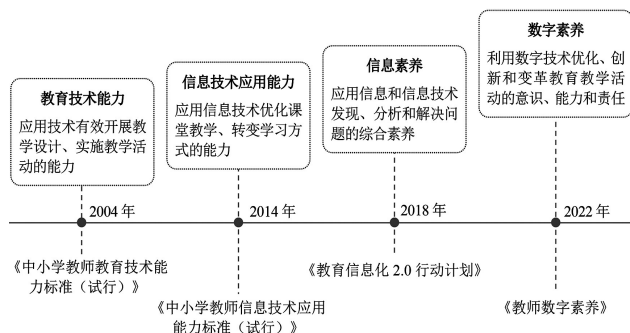 教育技术能力
应用技术有效开展教
学设计、实施教学活
动的能力
信息技术应用能力
应用信息技术优化课
堂教学、转变学习方
式的能力
信息素养
应用信息和信息技术
发现、分析和解决问
题的综合素养
数字素养
利用数字技术优化、创
新和变革教育教学活
动的意识、能力和责任
2004 年
2014 年
2018 年
2022 年
《中小学教师教育技术能
力标准（试行）》
《中小学教师信息技术应用
能力标准（试行）》
《教育信息化 2.0 行动计划》
《教师数字素养》